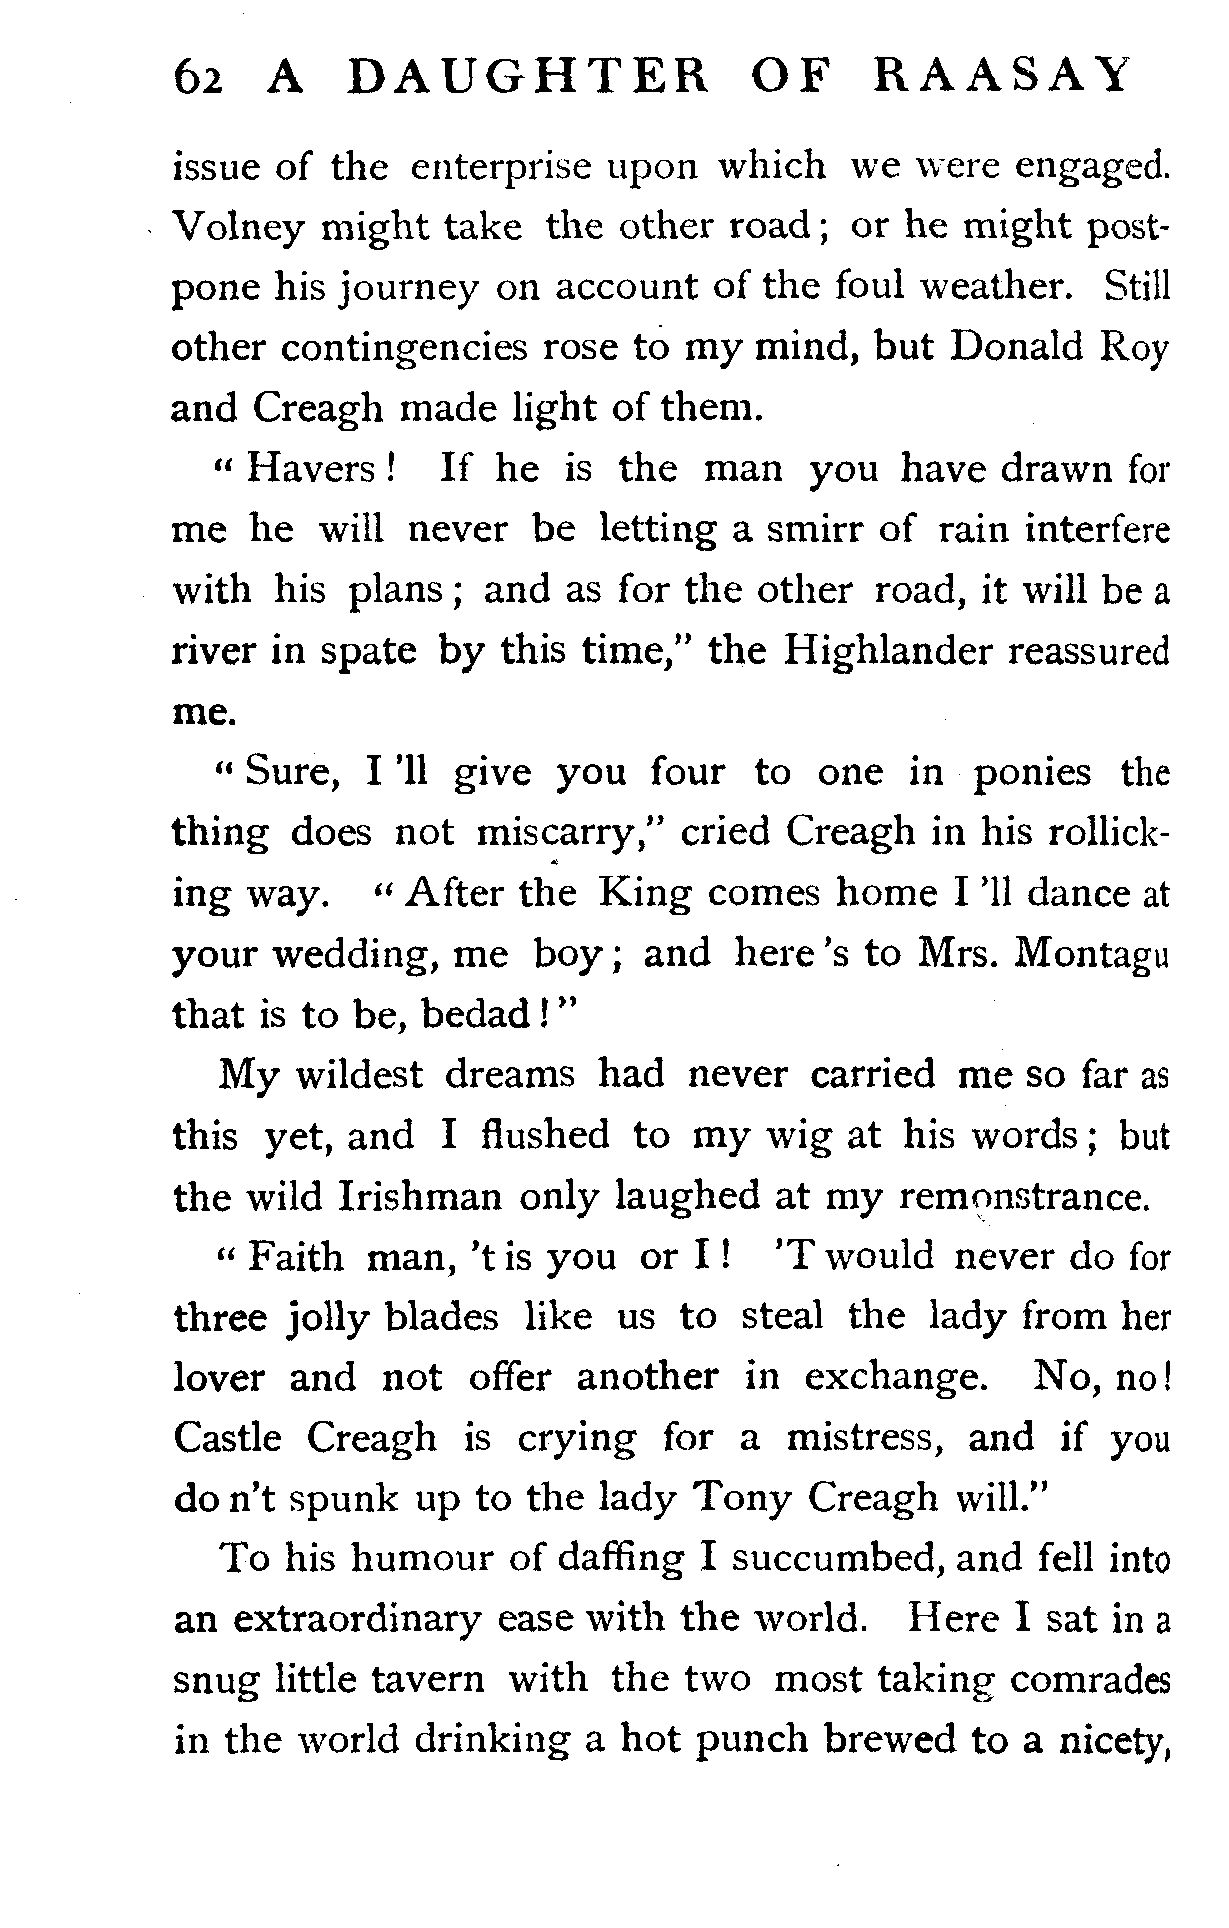 62 A DAUGHTER OF RAASAY
issue of the enterprise upon which we were engaged.
Volney might take the other road; or he might post-
pone his journey on account of the foul weather. Still
other contingencies rose to my mind, but Donald Roy
and Creagh made light of them.
“Havers! If he is the man you have drawn for
me he will never be letting a smirr of rain interfere
with his plans; and as for the other road, it will be a
river in spate by this time,” the Highlander reassured
me.
“Sure, I 'll give you four to one in ponies the
thing does not miscarry,” cried Creagh in his rollick-
ing way. “After the King comes home I 'll dance at
your wedding, me boy; and here 's to Mrs. Montagu
that is to be, bedad!”
My wildest dreams had never carried me so far as
this yet, and I flushed to my wig at his words; but
the wild Irishman only laughed at my remonstrance.
“Faith man, 't is you or I! 'T would never do for
three jolly blades like us to steal the lady from her
lover and not offer another in exchange. No, no!
Castle Creagh is crying for a mistress, and if you
do n't spunk up to the lady Tony Creagh will.”
To his humour of daffing I succumbed, and fell into
an extraordinary ease with the world. Here I sat in a
snug little tavern with the two most taking comrades
in the world drinking a hot punch brewed to a nicety,